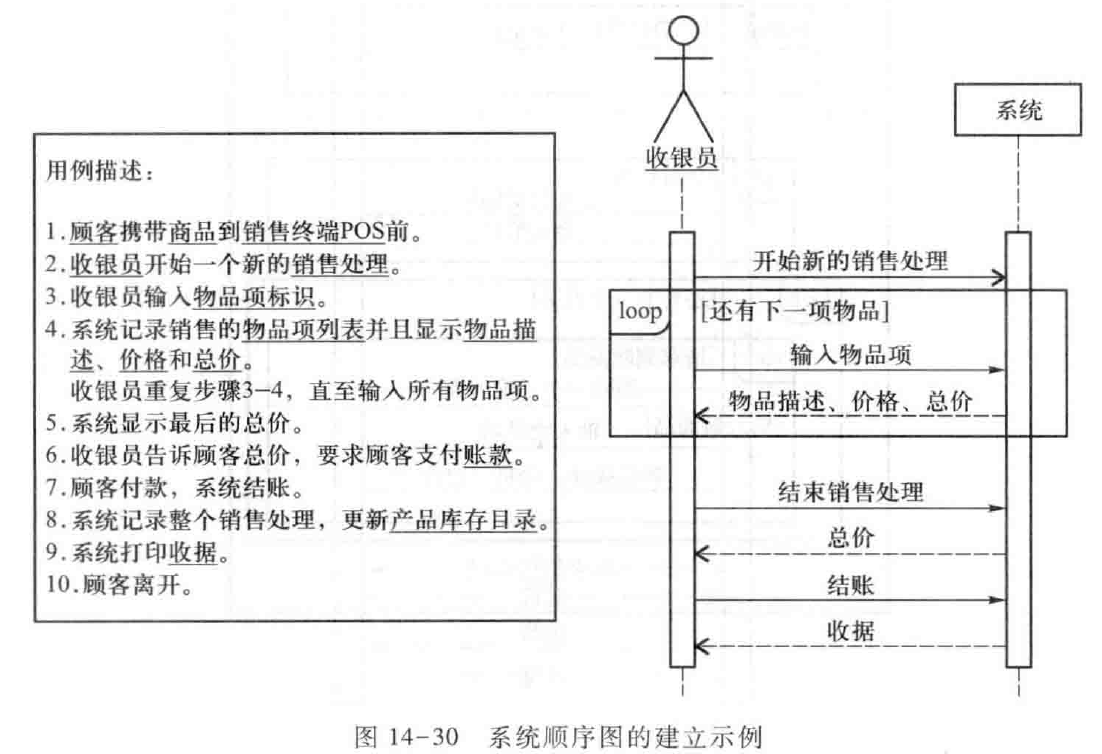 用例描述:
1.顾客携带商品到销售终端POS前。
2.收银员开始一个新的销售处理。
3.收银员输入物品项标识。
4.系统记录销售的物品项列表并且显示物品描
述、价格和总价。
收银员重复步骤3-4，直至输入所有物品项。
5.系统显示最后的总价。
6.收银员告诉顾客总价，要求顾客支付账款。
7.顾客付款，系统结账。
8.系统记录整个销售处理，更新产品库存目录。
9.系统打印收据。
10.顾客离开。
收银员
系统
开始新的销售处理
loop
[还有下一项物品]
输入物品项
物品描述、价格、总价
结束销售处理
总价
结账
收据
图 14-30 系统顺序图的建立示例